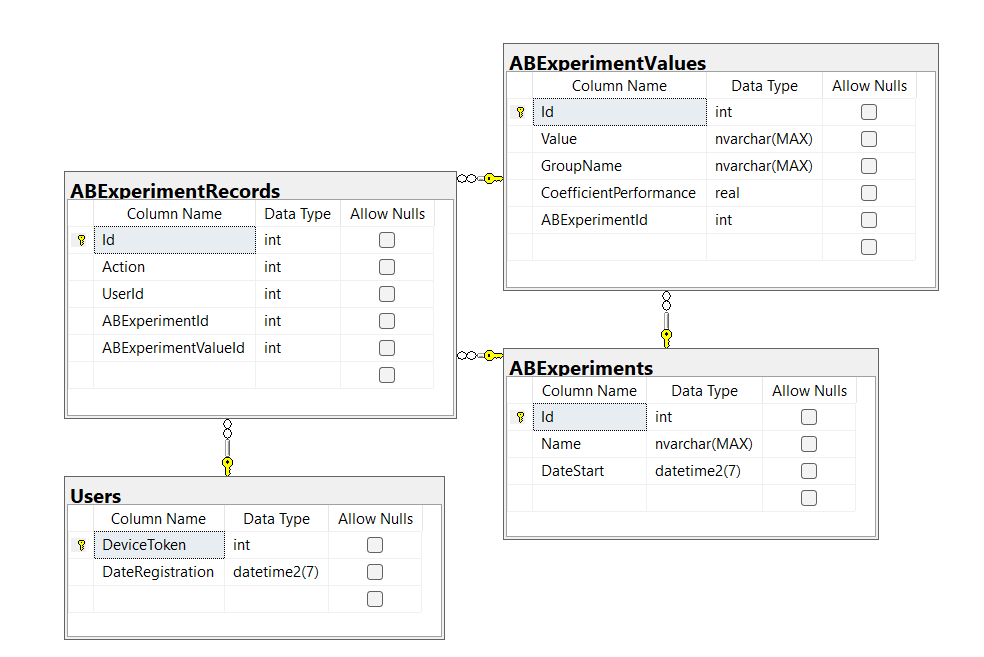 ABExperimentValues
Column Name Data Type Allow Nulls
Id int
Value nvarchar(MAX)
GroupName nvarchar(MAX)
CoefficientPerformance real
ABExperimentId int
ABExperimentRecords
Column Name Data Type Allow Nulls
Id int
Action int
UserId int
ABExperimentId int
ABExperimentValueId int
ABExperiments
Column Name Data Type Allow Nulls
Id int
Name nvarchar(MAX)
DateStart datetime2(7)
Users
Column Name Data Type Allow Nulls
DeviceToken int
DateRegistration datetime2(7)